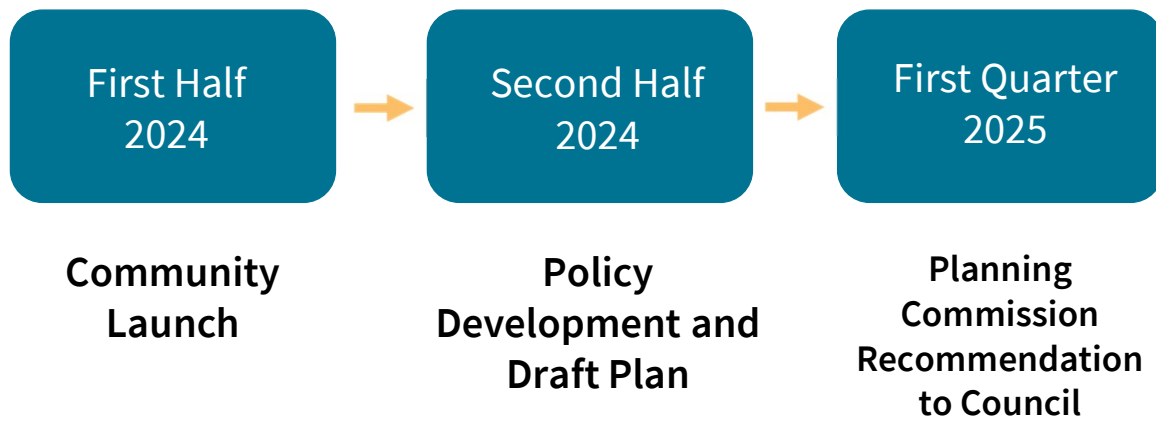 First Half
2024
Second Half
2024
First Quarter
2025
Community
Launch
Policy
Development and
Draft Plan
Planning
Commission
Recommendation
to Council